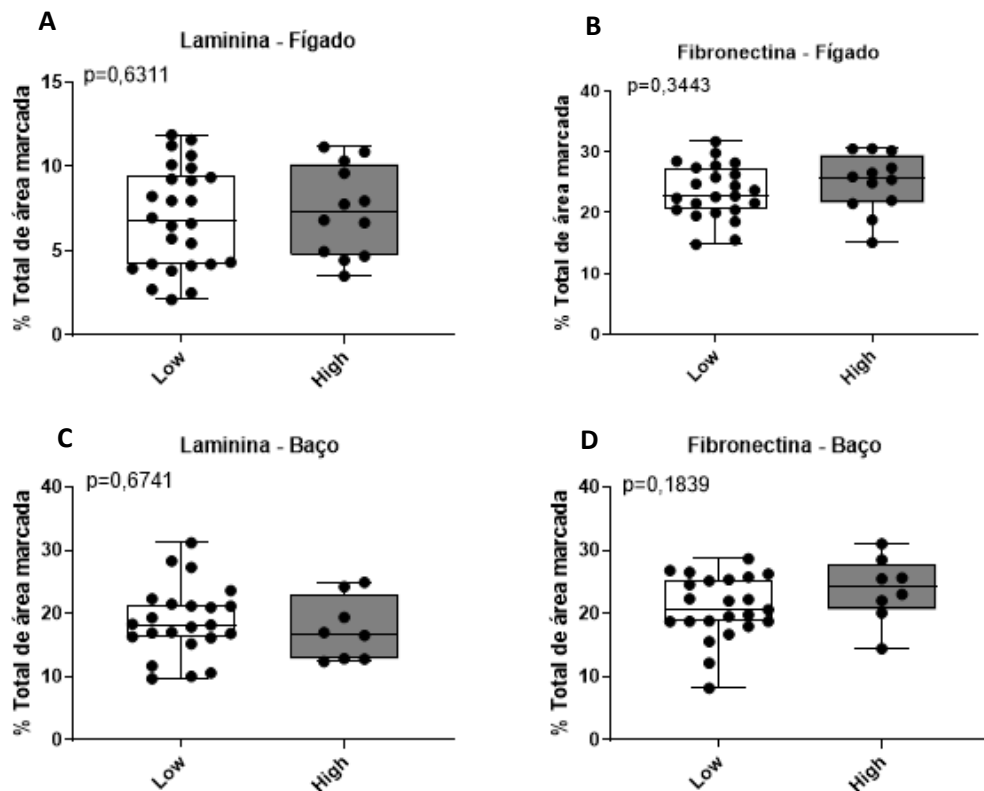 A
Laminina - Fígado
p=0,6311
% Total de área marcada
15
10
5
0
Low
High
B
Fibronectina - Fígado
p=0,3443
% Total de área marcada
40
30
20
10
0
Low
High
C
Laminina - Baço
p=0,6741
% Total de área marcada
40
30
20
10
0
Low
High
D
Fibronectina - Baço
p=0,1839
% Total de área marcada
40
30
20
10
0
Low
High